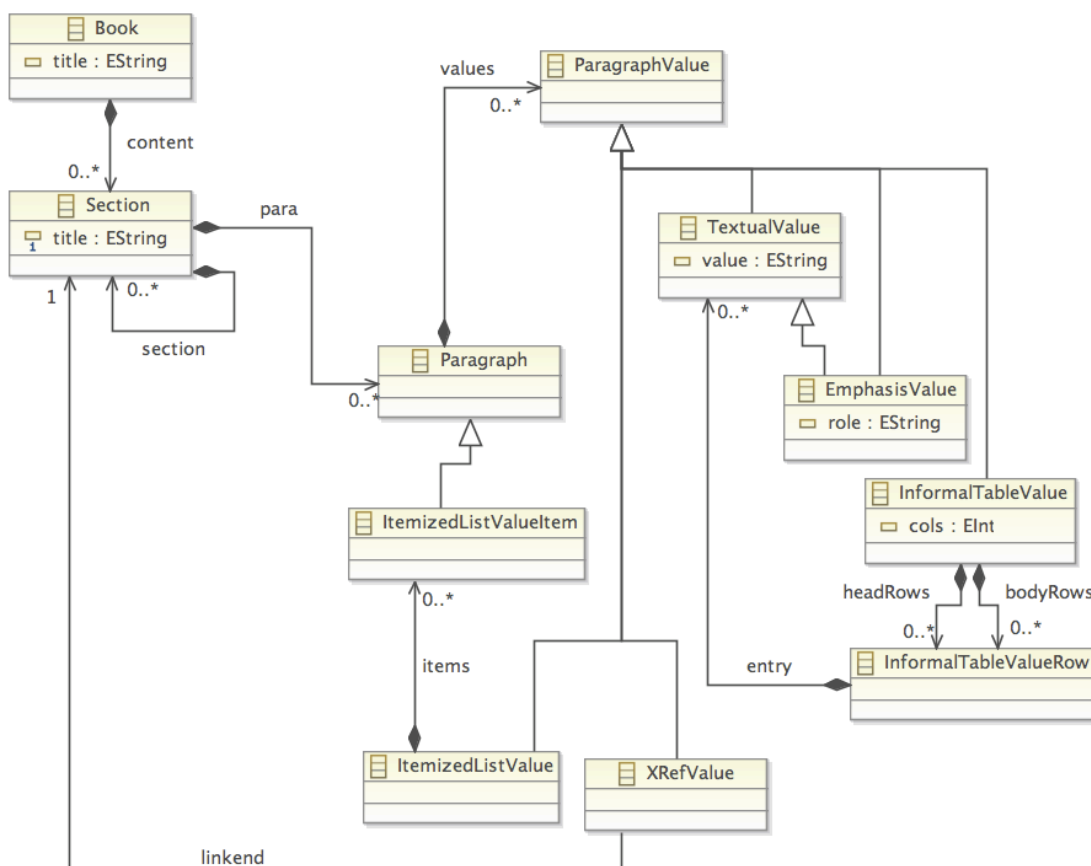 Book
title : EString
content
0..*
Section
1 title : EString
1
0..*
section
para
0..*
values
0..*
ParagraphValue
Paragraph
TextualValue
value : EString
0..*
EmphasisValue
role : EString
InformalTableValue
cols : EInt
headRows
bodyRows
0..*
0..*
InformalTableValueRow
entry
ItemizedListValueItem
0..*
items
ItemizedListValue
XRefValue
linkend